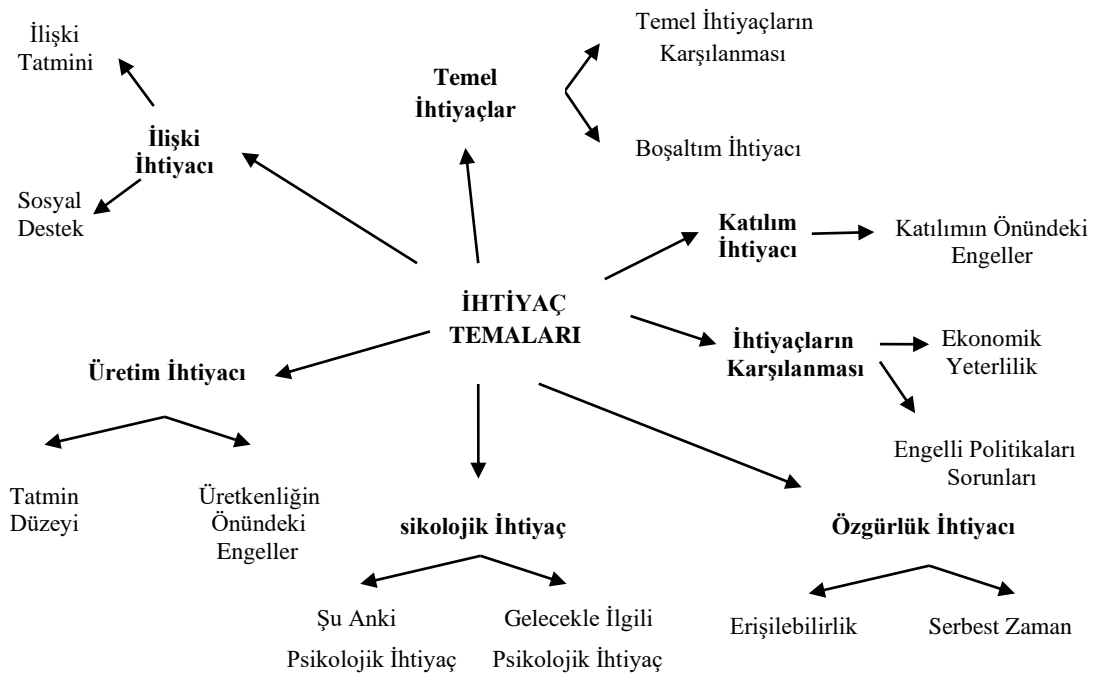 İlişki
Tatmini
Temel İhtiyaçların
Karşılanması
Temel
İhtiyaçlar
İlişki
İhtiyacı
Boşaltım İhtiyacı
Sosyal
Destek
Katılım
İhtiyacı
Katılımın Önündeki
Engeller
İHTİYAÇ
TEMALARI
İhtiyaçların
Karşılanması
Ekonomik
Yeterlilik
Üretim İhtiyacı
Engelli Politikaları
Sorunları
Tatmin
Düzeyi
Üretkenliğin
Önündeki
Engeller
sikolojik İhtiyaç
Özgürlük İhtiyacı
Şu Anki
Psikolojik İhtiyaç
Gelecekle İlgili
Psikolojik İhtiyaç
Erişilebilirlik
Serbest Zaman